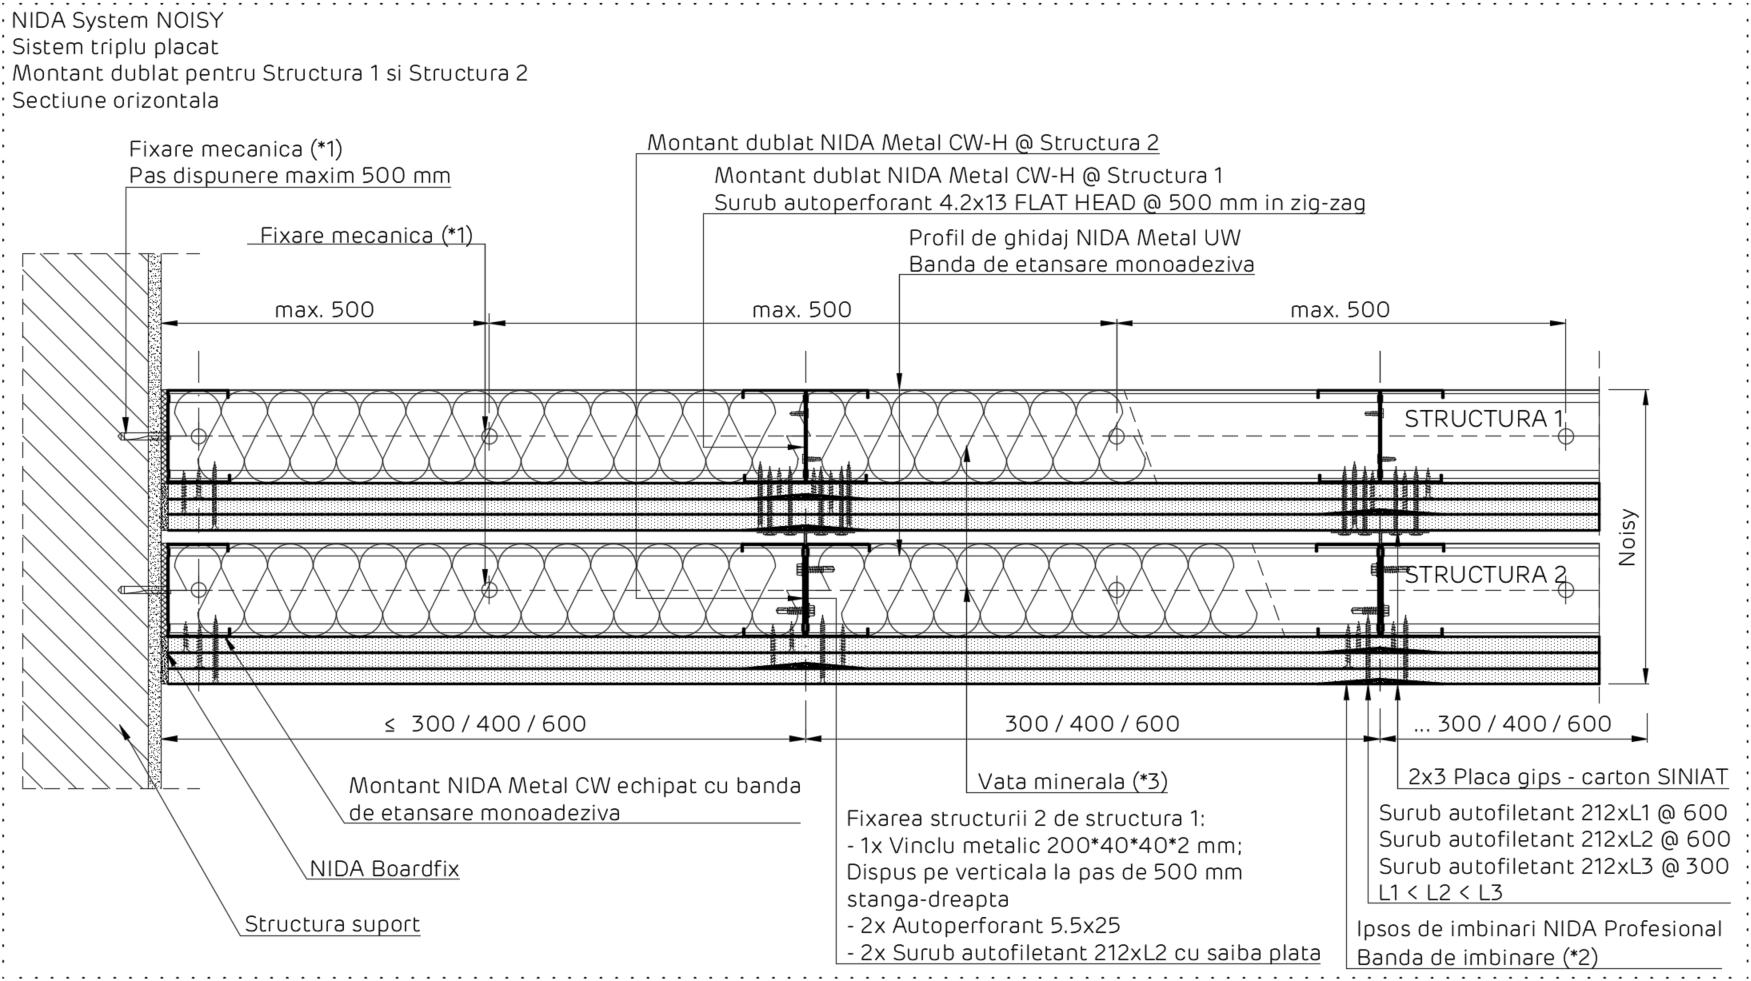 NIDA System NOISY
Sistem triplu placat
Montant dublat pentru Structura 1 si Structura 2
Sectiune orizontala
Fixare mecanica (*1)
Pas dispunere maxim 500 mm
Montant dublat NIDA Metal CW-H @ Structura 2
Montant dublat NIDA Metal CW-H @ Structura 1
Surub autoperforant 4.2x13 FLAT HEAD @ 500 mm in zig-zag
Fixare mecanica (*1)
Profil de ghidaj NIDA Metal UW
Banda de etansare monoadeziva
max. 500
max. 500
max. 500
STRUCTURA 1
Noisy
STRUCTURA 2
≤ 300 / 400 / 600
300 / 400 / 600
... 300 / 400 / 600
Montant NIDA Metal CW echipat cu banda
de etansare monoadeziva
NIDA Boardfix
Structura suport
Vata minerala (*3)
Fixarea structurii 2 de structura 1:
- 1x Vinclu metalic 200*40*40*2 mm;
Dispus pe verticala la pas de 500 mm
stanga-dreapta
- 2x Autoperforant 5.5x25
- 2x Surub autofiletant 212xL2 cu saiba plata
2x3 Placa gips - carton SINIAT
Surub autofiletant 212xL1 @ 600
Surub autofiletant 212xL2 @ 600
Surub autofiletant 212xL3 @ 300
L1 < L2 < L3
Ipsos de imbinari NIDA Profesional
Banda de imbinare (*2)